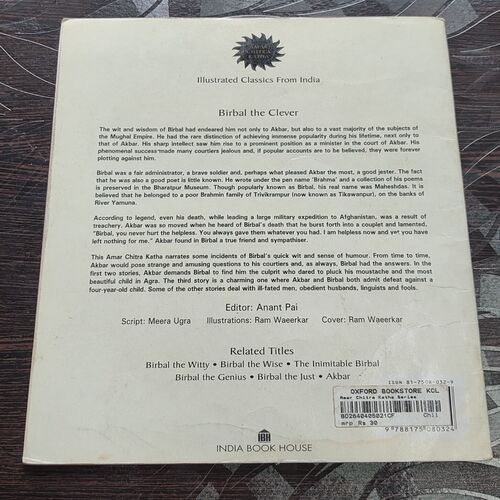 AMAR
CHITRA
KATHA
Illustrated Classics From India
Birbal the Clever
The wit and wisdom of Birbal had endeared him not only to Akbar, but also to a vast majority of the subjects of
the Mughal Empire. He had the rare distinction of achieving immense popularity during his lifetime, next only to
that of Akbar. His sharp intellect saw him rise to a prominent position as a minister in the court of Akbar. His
phenomenal success made many courtiers jealous and, if popular accounts are to be believed, they were forever
plotting against him.
Birbal was a fair administrator, a brave soldier and, perhaps what pleased Akbar the most, a good jester. The fact
that he was also a good poet is little known. He wrote under the pen name 'Brahma' and a collection of his poems
is preserved in the Bharatpur Museum. Though popularly known as Birbal, his real name was Maheshdas. It is
believed that he belonged to a poor Brahmin family of Trivikrampur (now known as Tikawanpur), on the banks of
River Yamuna.
According to legend, even his death, while leading a large military expedition to Afghanistan, was a result of
treachery. Akbar was so moved when he heard of Birbal's death that he burst forth into a couplet and lamented,
"Birbal, you never hurt the helpless. You always gave them whatever you had. I am helpless now and yet you have
left nothing for me." Akbar found in Birbal a true friend and sympathiser.
This Amar Chitra Katha narrates some incidents of Birbal's quick wit and sense of humour. From time to time,
Akbar would pose strange and amusing questions to his courtiers and, as always, Birbal had the answers. In the
first two stories, Akbar demands Birbal to find him the culprit who dared to pluck his moustache and the most
beautiful child in Agra. The third story is a charming one where Akbar and Birbal both admit defeat against a
four-year-old child. Some of the other stories deal with ill-fated men, obedient husbands, linguists and fools.
Editor: Anant Pai
Script: Meera Ugra Illustrations: Ram Waeerkar Cover: Ram Waeerkar
Related Titles
Birbal the Witty • Birbal the Wise • The Inimitable Birbal
Birbal the Genius • Birbal the Just • Akbar
ISBN 81-7508-032-9
OXFORD BOOKSTORE KOL
Amar Chitra Katha Series
BO2640406021CF Chil
mrp Rs 30
9 788175 080324
IBH
INDIA BOOK HOUSE